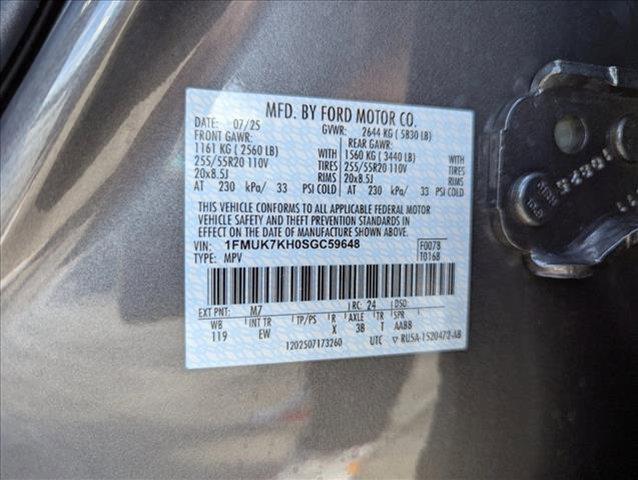 MFD. BY FORD MOTOR CO.
DATE: 07/25 GVWR: 2644 KG ( 5830 LB)
FRONT GAWR: REAR GAWR:
1161 KG ( 2560 LB) WITH 1560 KG ( 3440 LB) WITH
255/55R20 110V TIRES 255/55R20 110V TIRES
20x8.5J RIMS 20x8.5J RIMS
AT 230 kPa/ 33 PSI COLD AT 230 kPa/ 33 PSI COLD
THIS VEHICLE CONFORMS TO ALL APPLICABLE FEDERAL MOTOR
VEHICLE SAFETY AND THEFT PREVENTION STANDARDS IN
EFFECT ON THE DATE OF MANUFACTURE SHOWN ABOVE.
VIN: 1FMUK7KH0SGC59648 F0078
TYPE: MPV T0168
EXT PNT: M7 RC: 24 DSO:
WB INT TR TP/PS R AXLE TR SPR
119 EW X 3B T AABB
1202507173260 UTC ▽ RU5A-1520472-AB